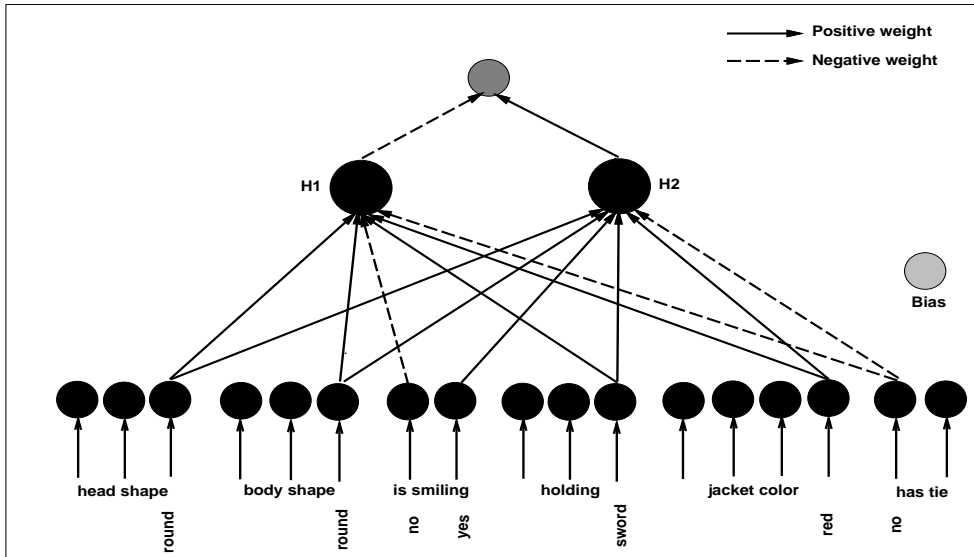 Positive weight
Negative weight
H1
H2
Bias
head shape
body shape
is smiling
holding
jacket color
has tie
round
round
no
yes
sword
red
no